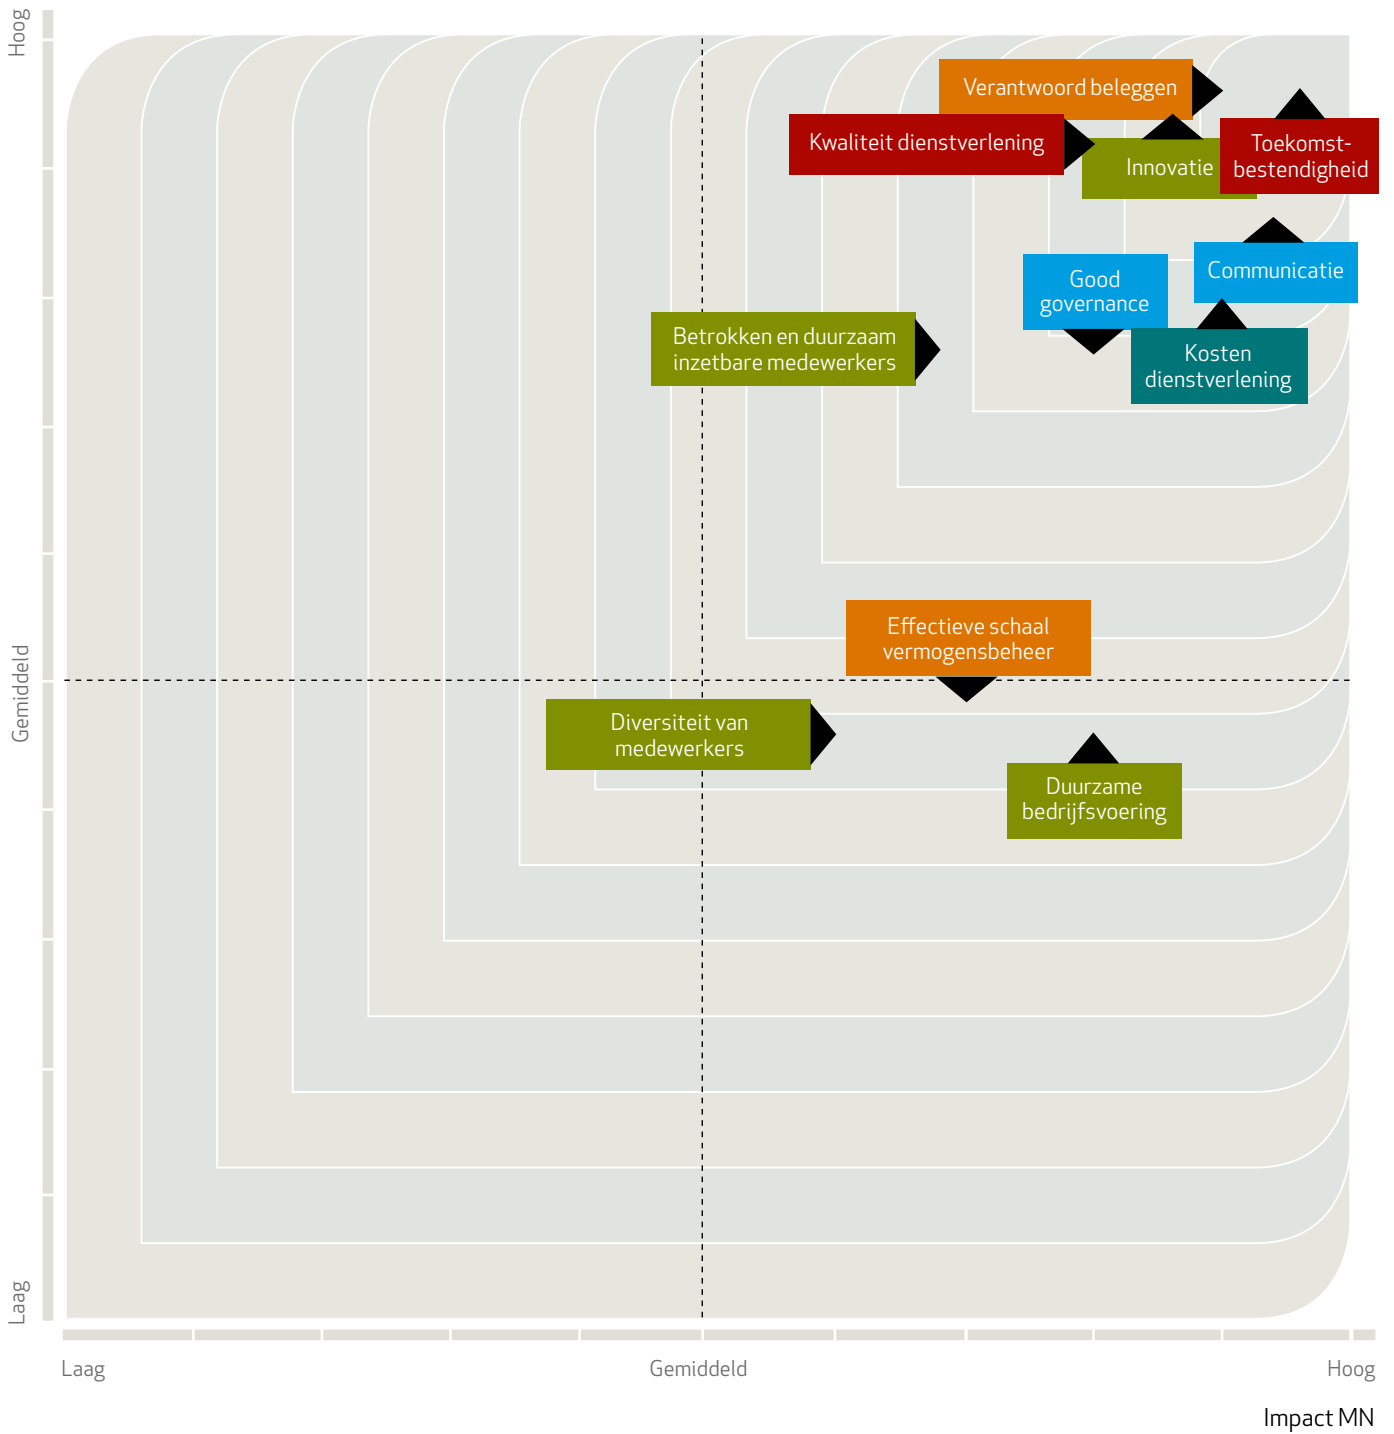 Hoog
Verantwoord beleggen
Kwaliteit dienstverlening
Innovatie
Toekomst-
bestendigheid
Communicatie
Good
governance
Betrokken en duurzaam
inzetbare medewerkers
Kosten
dienstverlening
Effectieve schaal
vermogensbeheer
Gemiddeld
Diversiteit van
medewerkers
Duurzame
bedrijfsvoering
Laag
Laag
Gemiddeld
Hoog
Impact MN